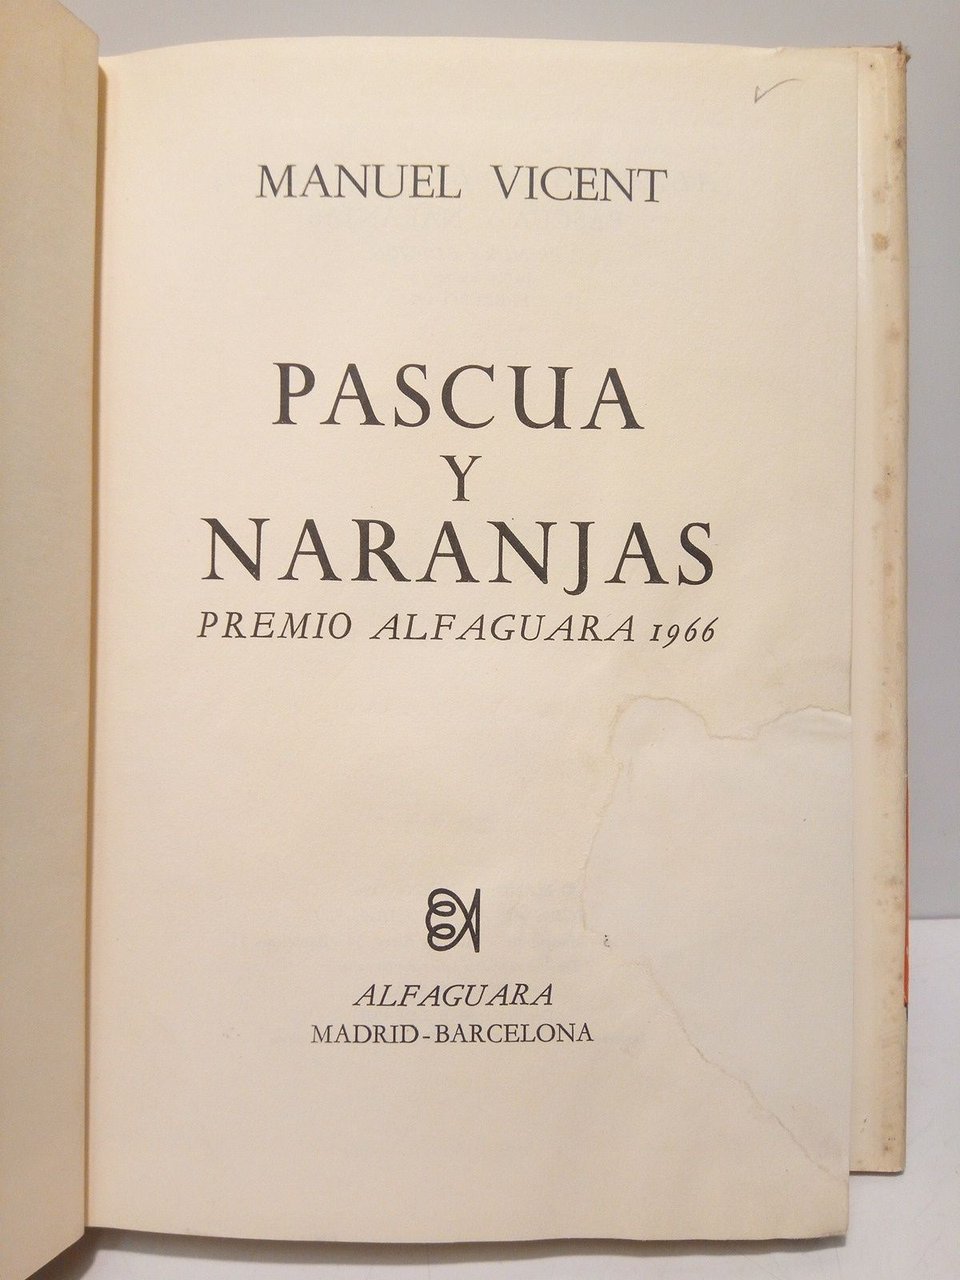 MANUEL VICENT
PASCUA
Y
NARANJAS
PREMIO ALFAGUARA 1966
ALFAGUARA
MADRID-BARCELONA